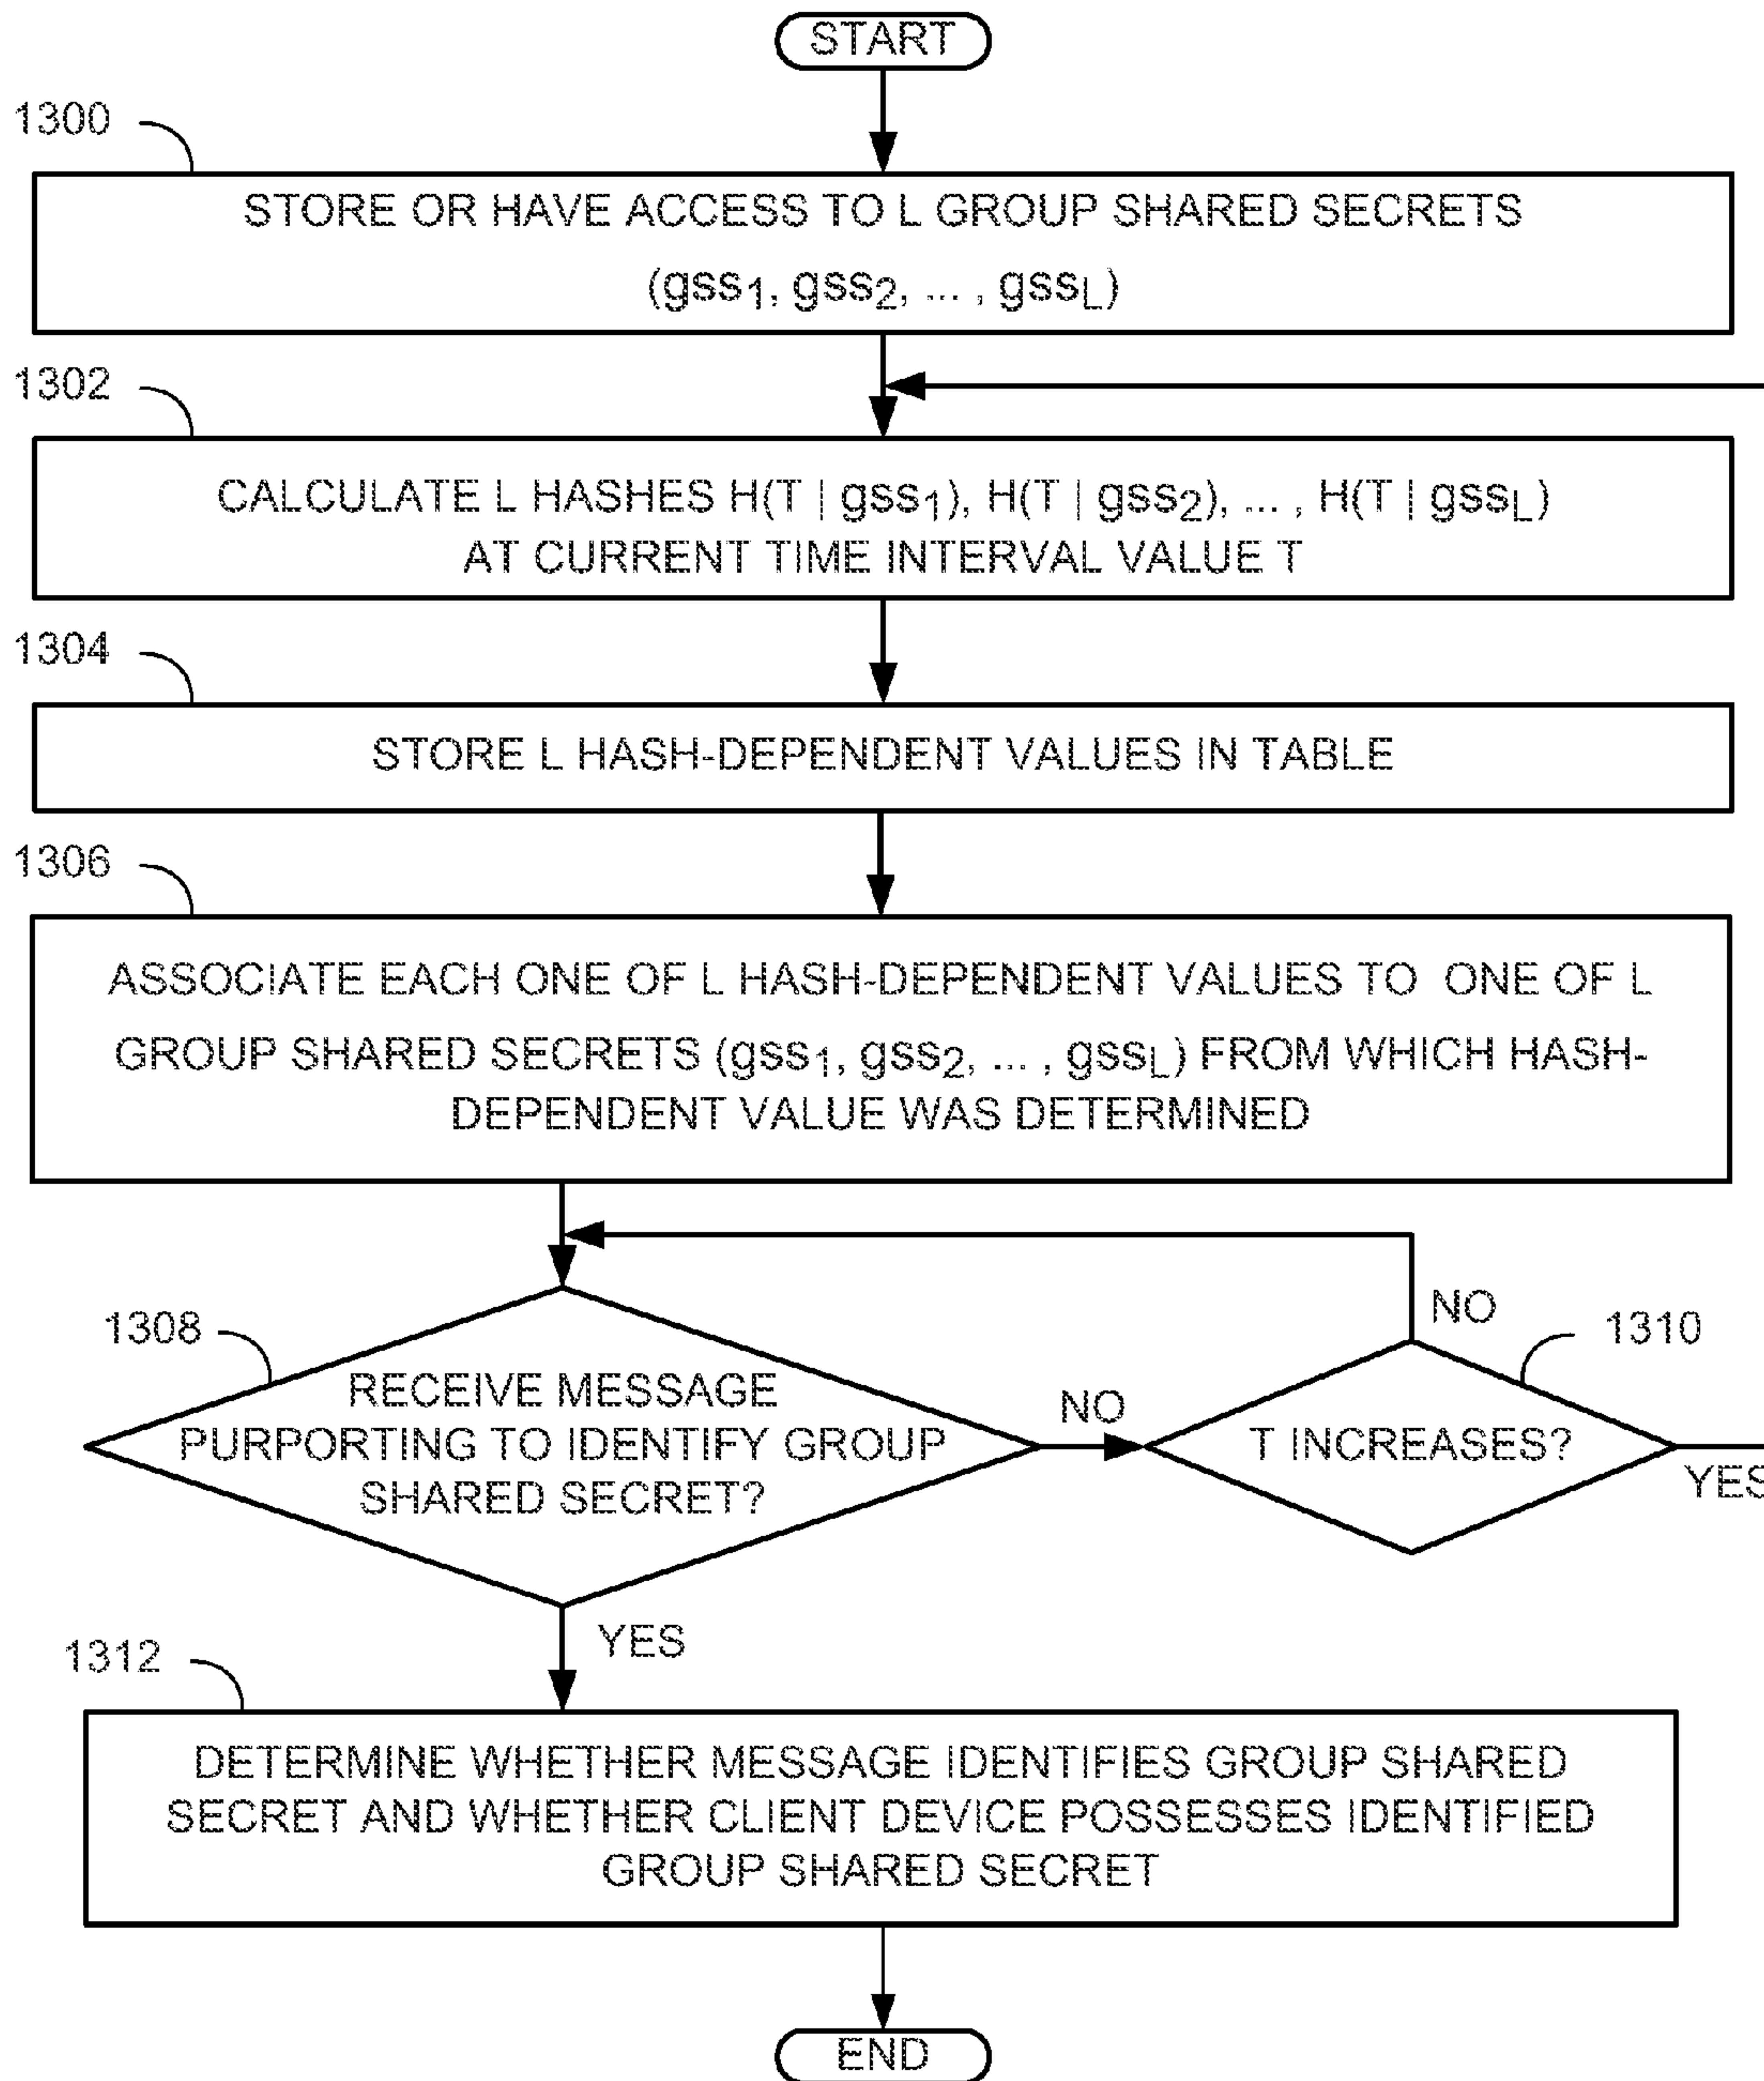 START
1300
STORE OR HAVE ACCESS TO L GROUP SHARED SECRETS
(gss1, gss2, ... , gssL)
1302
CALCULATE L HASHES H(T | gss1), H(T | gss2), ... , H(T | gssL)
AT CURRENT TIME INTERVAL VALUE T
1304
STORE L HASH-DEPENDENT VALUES IN TABLE
1306
ASSOCIATE EACH ONE OF L HASH-DEPENDENT VALUES TO ONE OF L
GROUP SHARED SECRETS (gss1, gss2, ... , gssL) FROM WHICH HASH-
DEPENDENT VALUE WAS DETERMINED
1308
RECEIVE MESSAGE
PURPORTING TO IDENTIFY GROUP
SHARED SECRET?
NO
NO
1310
T INCREASES?
YES
YES
1312
DETERMINE WHETHER MESSAGE IDENTIFIES GROUP SHARED
SECRET AND WHETHER CLIENT DEVICE POSSESSES IDENTIFIED
GROUP SHARED SECRET
END